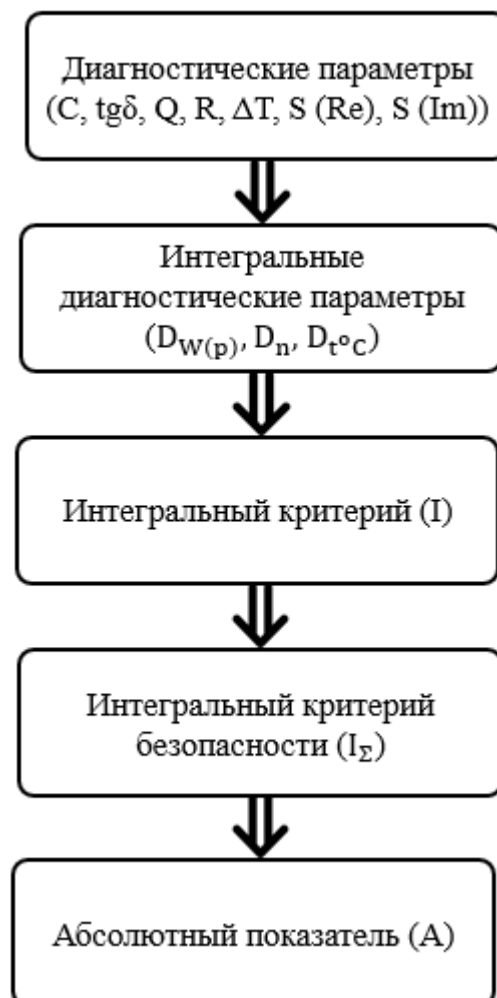 Диагностические параметры
(C, tgδ, Q, R, ΔT, S (Re), S (Im))
Интегральные
диагностические параметры
(D_W(p), D_n, D_t°C)
Интегральный критерий (I)
Интегральный критерий
безопасности (I_Σ)
Абсолютный показатель (A)